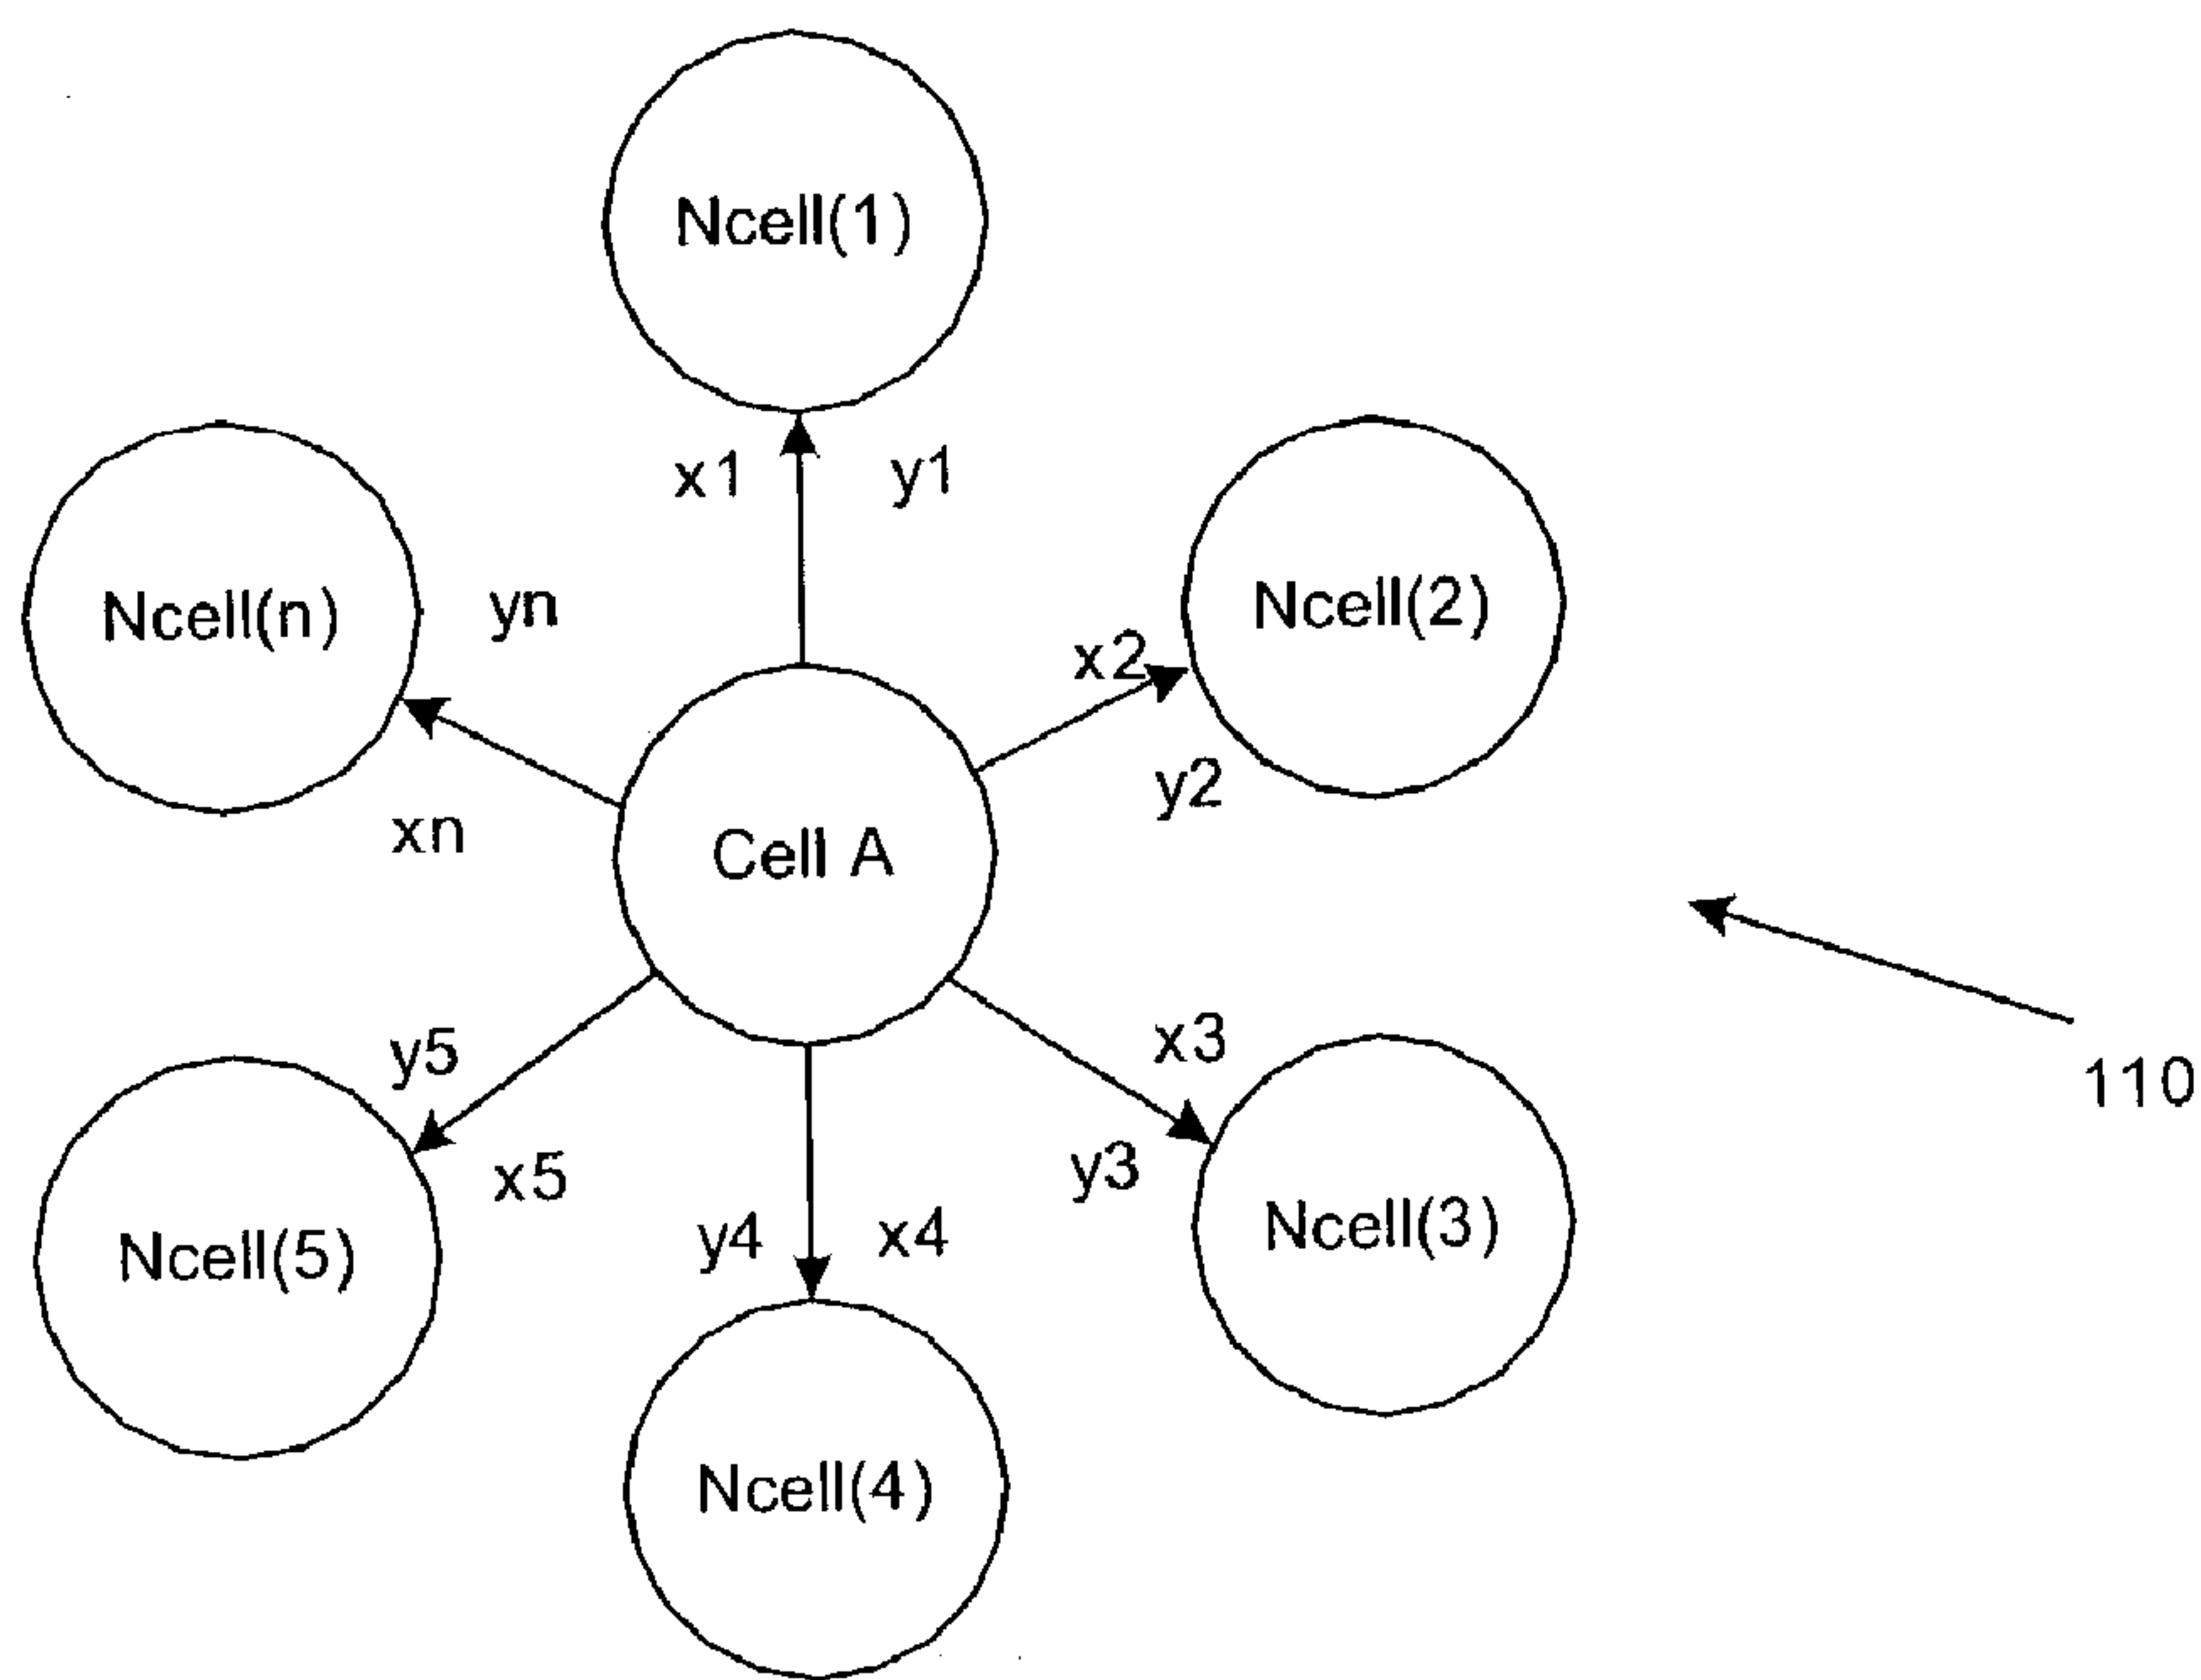 Ncell(1)
x1
y1
Ncell(n)
yn
Ncell(2)
x2
y2
xn
Cell A
x3
110
y5
y3
x5
Ncell(3)
y4
x4
Ncell(5)
Ncell(4)